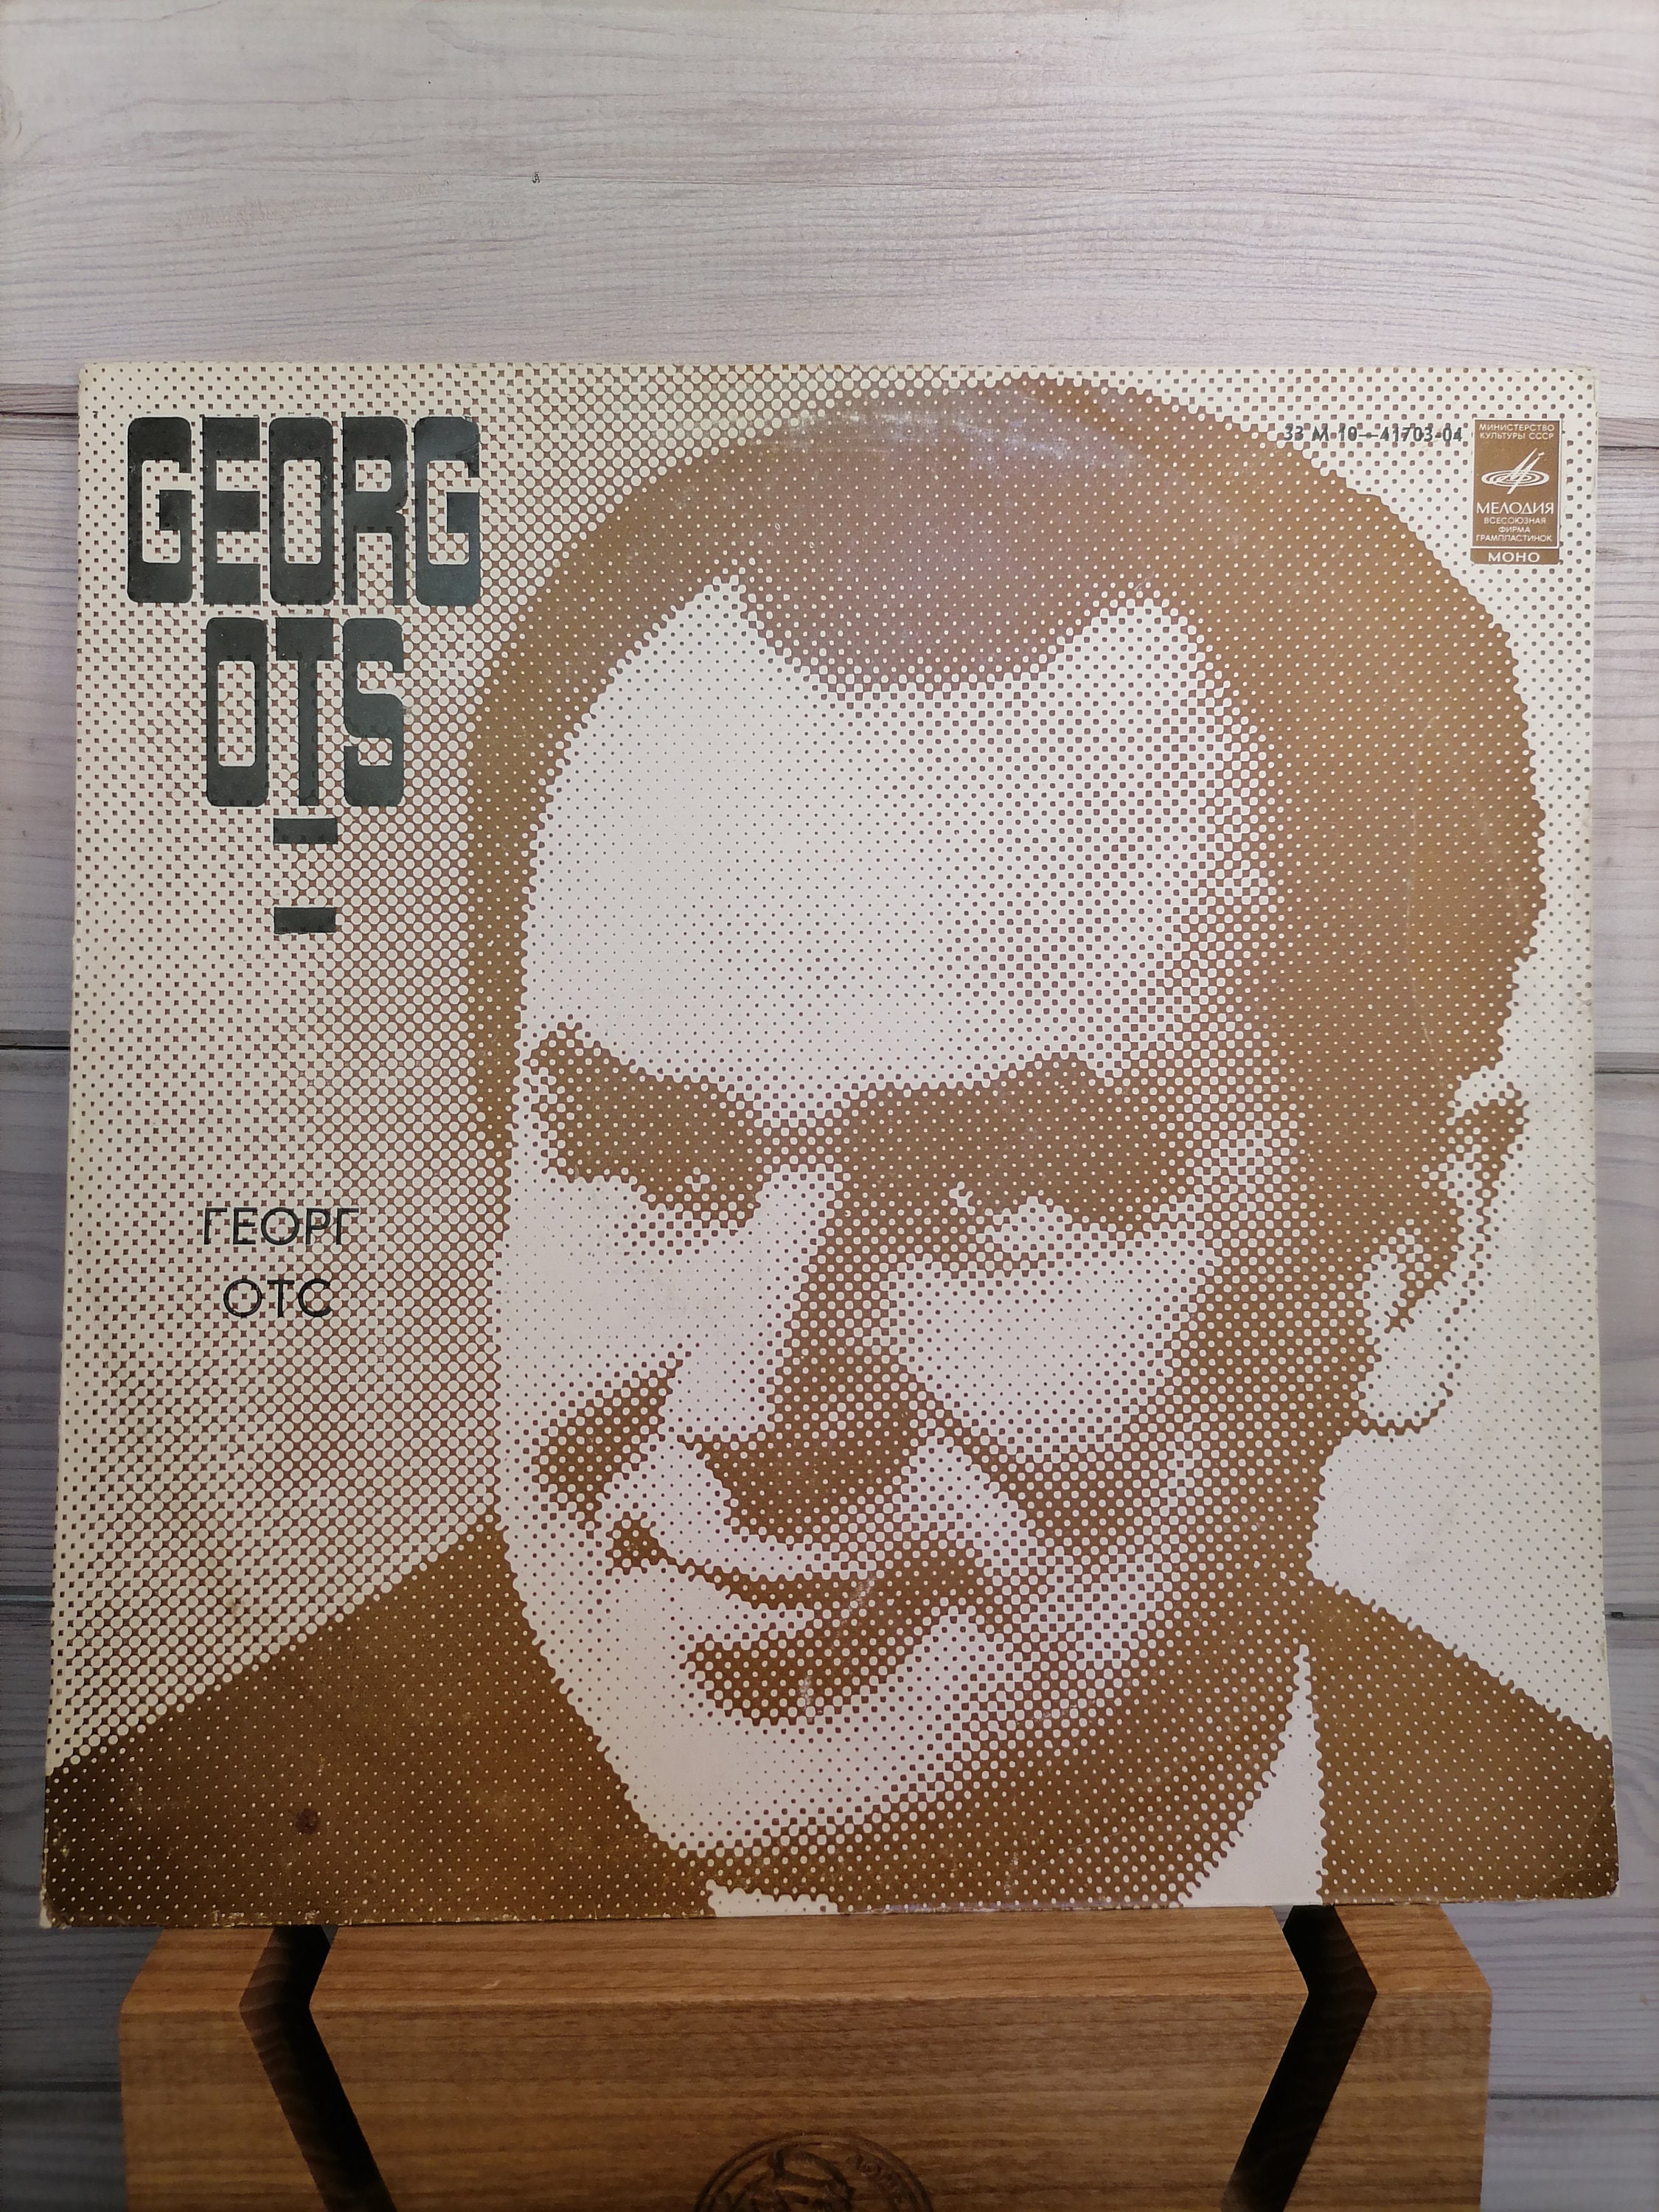 GEORG
OTS
33 М 10-41703-04
МИНИСТЕРСТВО
КУЛЬТУРЫ СССР
МЕЛОДИЯ
ВСЕСОЮЗНАЯ
ФИРМА
ГРАМПЛАСТИНОК
МОНО
ГЕОРГ
ОТС